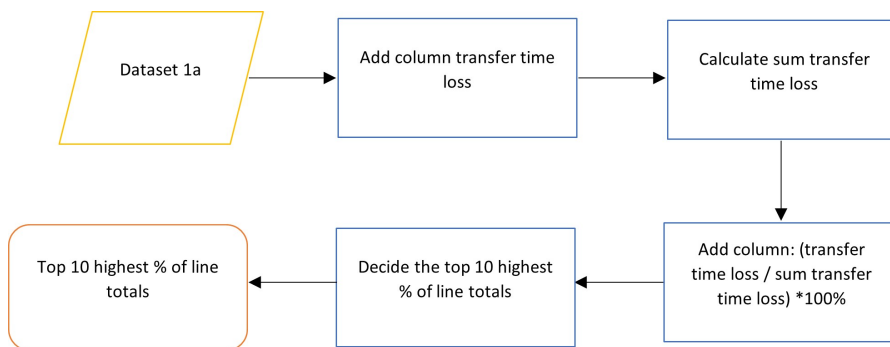 Dataset 1a
Add column transfer time
loss
Calculate sum transfer
time loss
Add column: (transfer
time loss / sum transfer
time loss) *100%
Decide the top 10 highest
% of line totals
Top 10 highest % of line
totals